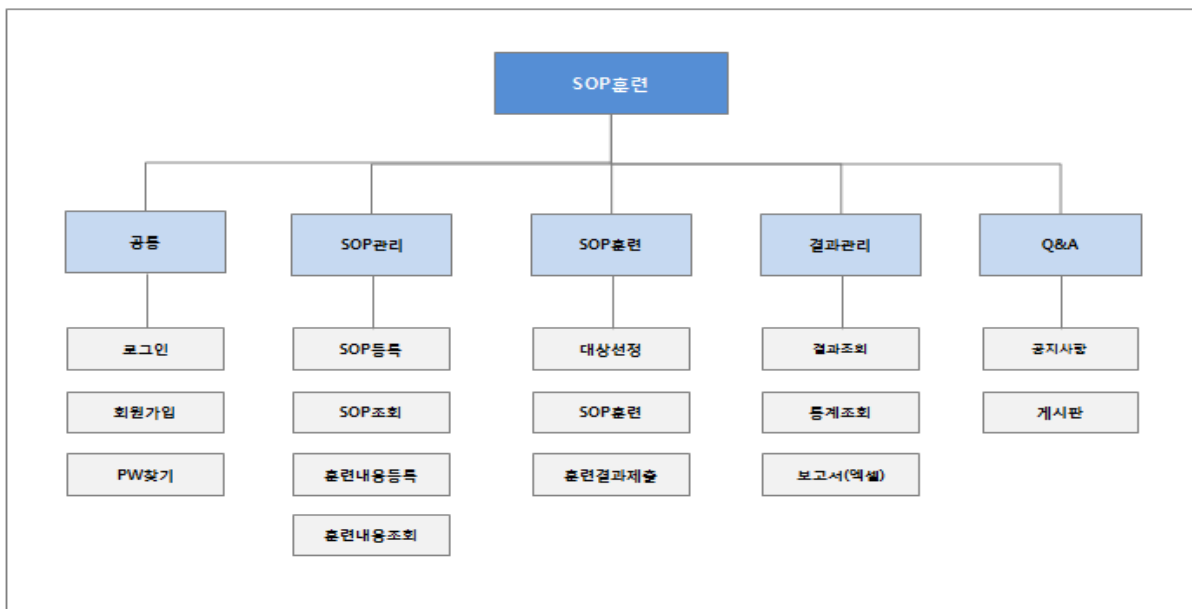 SOP훈련
공통
SOP관리
SOP훈련
결과관리
Q&A
로그인
SOP등록
대상선정
결과조회
공지사항
회원가입
SOP조회
SOP훈련
통계조회
게시판
PW찾기
훈련내용등록
훈련결과제출
보고서(엑셀)
훈련내용조회